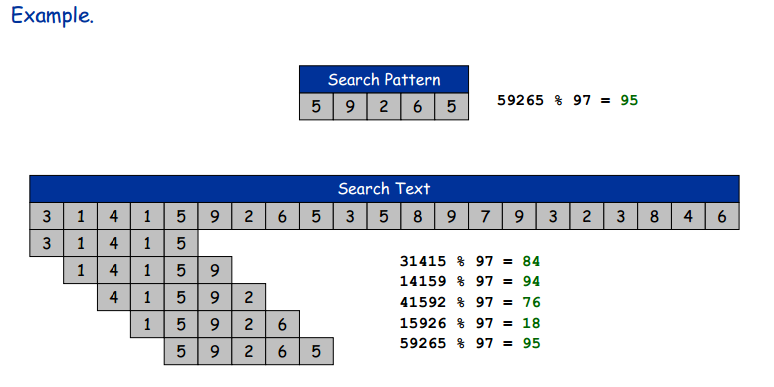 Example.
Search Pattern
5 9 2 6 5
59265 % 97 = 95
Search Text
3 1 4 1 5 9 2 6 5 3 5 8 9 7 9 3 2 3 8 4 6
3 1 4 1 5
1 4 1 5 9
4 1 5 9 2
1 5 9 2 6
5 9 2 6 5
31415 % 97 = 84
14159 % 97 = 94
41592 % 97 = 76
15926 % 97 = 18
59265 % 97 = 95